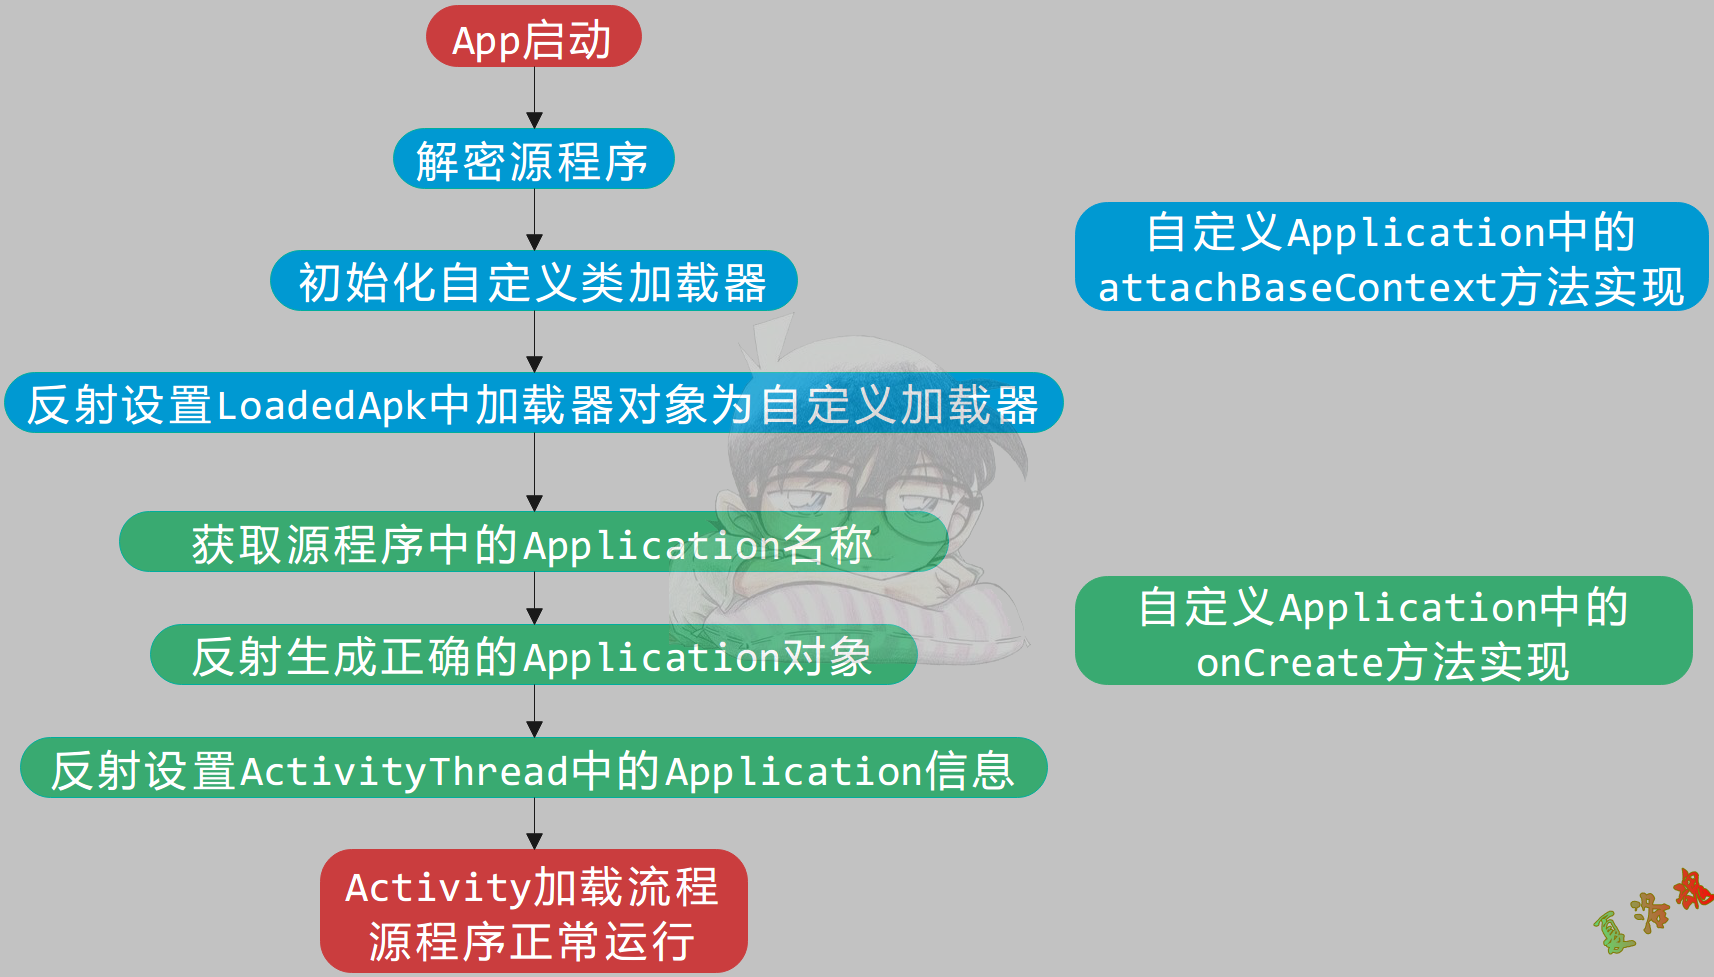 App启动
解密源程序
初始化自定义类加载器
反射设置LoadedApk中加载器对象为自定义加载器
获取源程序中的Application名称
反射生成正确的Application对象
反射设置ActivityThread中的Application信息
Activity加载流程
源程序正常运行
自定义Application中的
attachBaseContext方法实现
自定义Application中的
onCreate方法实现
夏洛魂